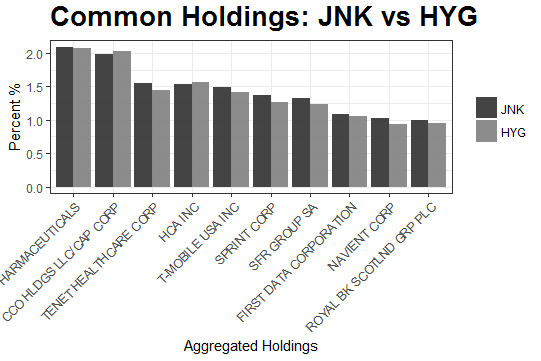 Common Holdings: JNK vs HYG
Percent %
2.0
1.5
1.0
0.5
0.0
JNK
HYG
HARMACEUTICALS
CCO HLDGS LLC/CAP CORP
TENET HEALTHCARE CORP
HCA INC
T-MOBILE USA INC
SPRINT CORP
SFR GROUP SA
FIRST DATA CORPORATION
NAVIENT CORP
ROYAL BK SCOTLND GRP PLC
Aggregated Holdings